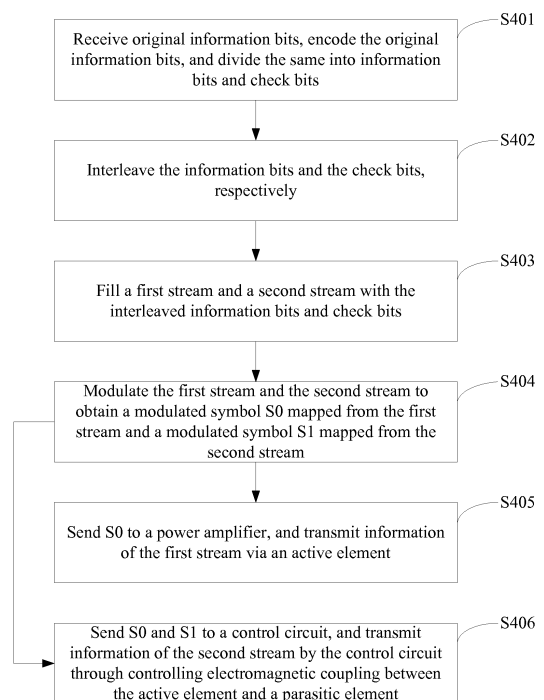 S401
Receive original information bits, encode the original
information bits, and divide the same into information
bits and check bits
S402
Interleave the information bits and the check bits,
respectively
S403
Fill a first stream and a second stream with the
interleaved information bits and check bits
S404
Modulate the first stream and the second stream to
obtain a modulated symbol S0 mapped from the first
stream and a modulated symbol S1 mapped from the
second stream
S405
Send S0 to a power amplifier, and transmit information
of the first stream via an active element
S406
Send S0 and S1 to a control circuit, and transmit
information of the second stream by the control circuit
through controlling electromagnetic coupling between
the active element and a parasitic element